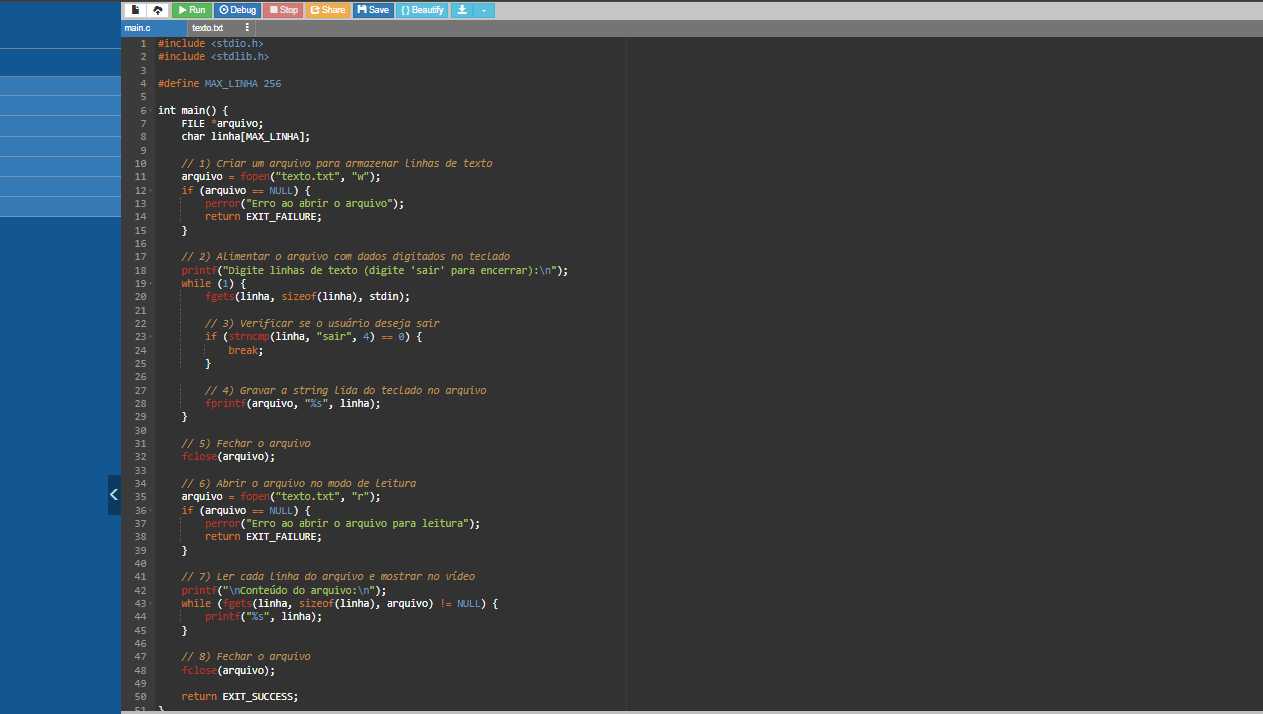 Run Debug Stop Share Save { } Beautify
main.c texto.txt
1 #include <stdio.h>
2 #include <stdlib.h>
3
4 #define MAX_LINHA 256
5
6 int main() {
7 FILE *arquivo;
8 char linha[MAX_LINHA];
9
10 // 1) Criar um arquivo para armazenar linhas de texto
11 arquivo = fopen("texto.txt", "w");
12 if (arquivo == NULL) {
13 perror("Erro ao abrir o arquivo");
14 return EXIT_FAILURE;
15 }
16
17 // 2) Alimentar o arquivo com dados digitados no teclado
18 printf("Digite linhas de texto (digite 'sair' para encerrar):\n");
19 while (1) {
20 fgets(linha, sizeof(linha), stdin);
21
22 // 3) Verificar se o usuário deseja sair
23 if (strncmp(linha, "sair", 4) == 0) {
24 break;
25 }
26
27 // 4) Gravar a string lida do teclado no arquivo
28 fprintf(arquivo, "%s", linha);
29 }
30
31 // 5) Fechar o arquivo
32 fclose(arquivo);
33
34 // 6) Abrir o arquivo no modo de leitura
35 arquivo = fopen("texto.txt", "r");
36 if (arquivo == NULL) {
37 perror("Erro ao abrir o arquivo para leitura");
38 return EXIT_FAILURE;
39 }
40
41 // 7) Ler cada linha do arquivo e mostrar no vídeo
42 printf("\nConteúdo do arquivo:\n");
43 while (fgets(linha, sizeof(linha), arquivo) != NULL) {
44 printf("%s", linha);
45 }
46
47 // 8) Fechar o arquivo
48 fclose(arquivo);
49
50 return EXIT_SUCCESS;
51 }